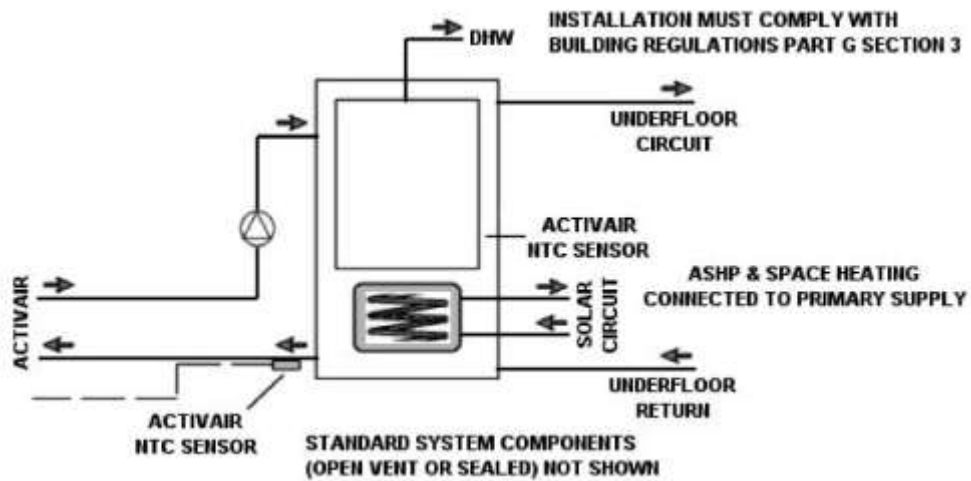 DHW
INSTALLATION MUST COMPLY WITH
BUILDING REGULATIONS PART G SECTION 3
UNDERFLOOR
CIRCUIT
ACTIVAIR
NTC SENSOR
ASHP & SPACE HEATING
CONNECTED TO PRIMARY SUPPLY
SOLAR
CIRCUIT
ACTIVAIR
UNDERFLOOR
RETURN
ACTIVAIR
NTC SENSOR
STANDARD SYSTEM COMPONENTS
(OPEN VENT OR SEALED) NOT SHOWN